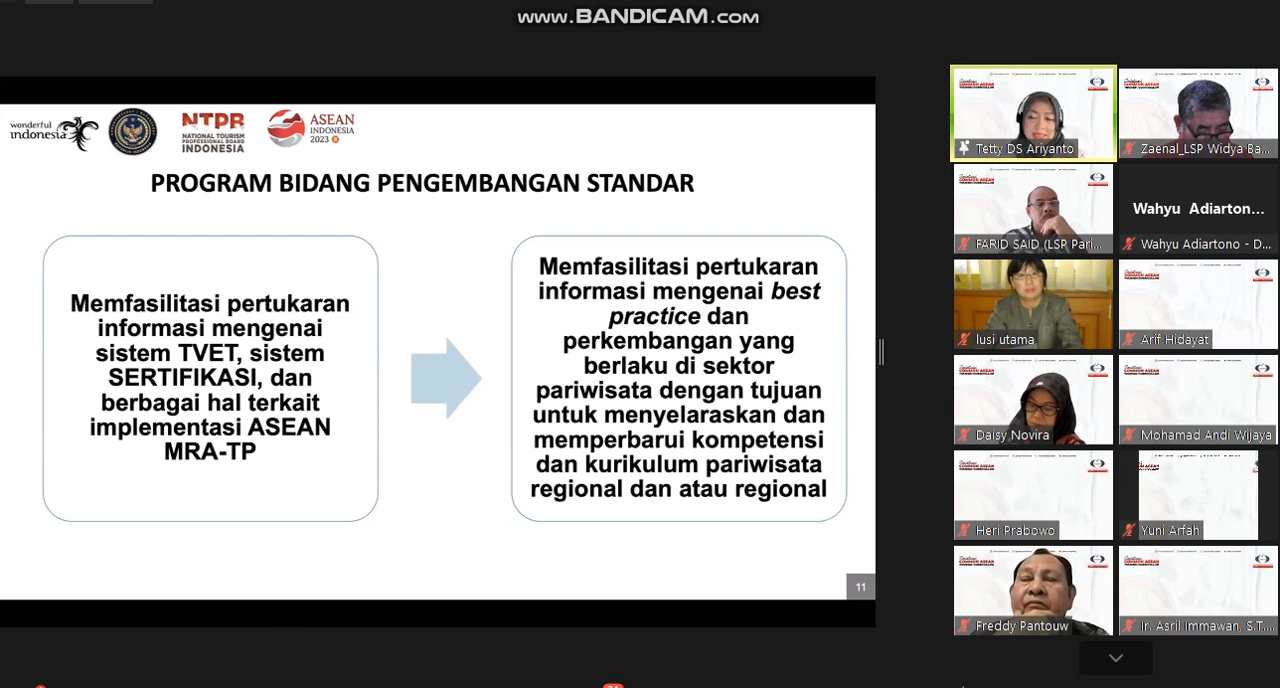 www.BANDICAM.com
wonderful
indonesia
NTPB
NATIONAL TOURISM
PROFESSIONAL BOARD
INDONESIA
ASEAN
INDONESIA
2023
PROGRAM BIDANG PENGEMBANGAN STANDAR
Memfasilitasi pertukaran
informasi mengenai
sistem TVET, sistem
SERTIFIKASI, dan
berbagai hal terkait
implementasi ASEAN
MRA-TP
Memfasilitasi pertukaran
informasi mengenai best
practice dan
perkembangan yang
berlaku di sektor
pariwisata dengan tujuan
untuk menyelaraskan dan
memperbarui kompetensi
dan kurikulum pariwisata
regional dan atau regional
11
Tetty DS Ariyanto
Zaenal_LSP Widya Ba...
FARID SAID (LSP Pari...
Wahyu Adiarton...
Wahyu Adiartono - D...
lusi utama
Arif Hidayat
Daisy Novira
Mohamad Andi Wijaya
Heri Prabowo
Yuni Arfah
Freddy Pantouw
Ir. Asril Immawan, S.T....